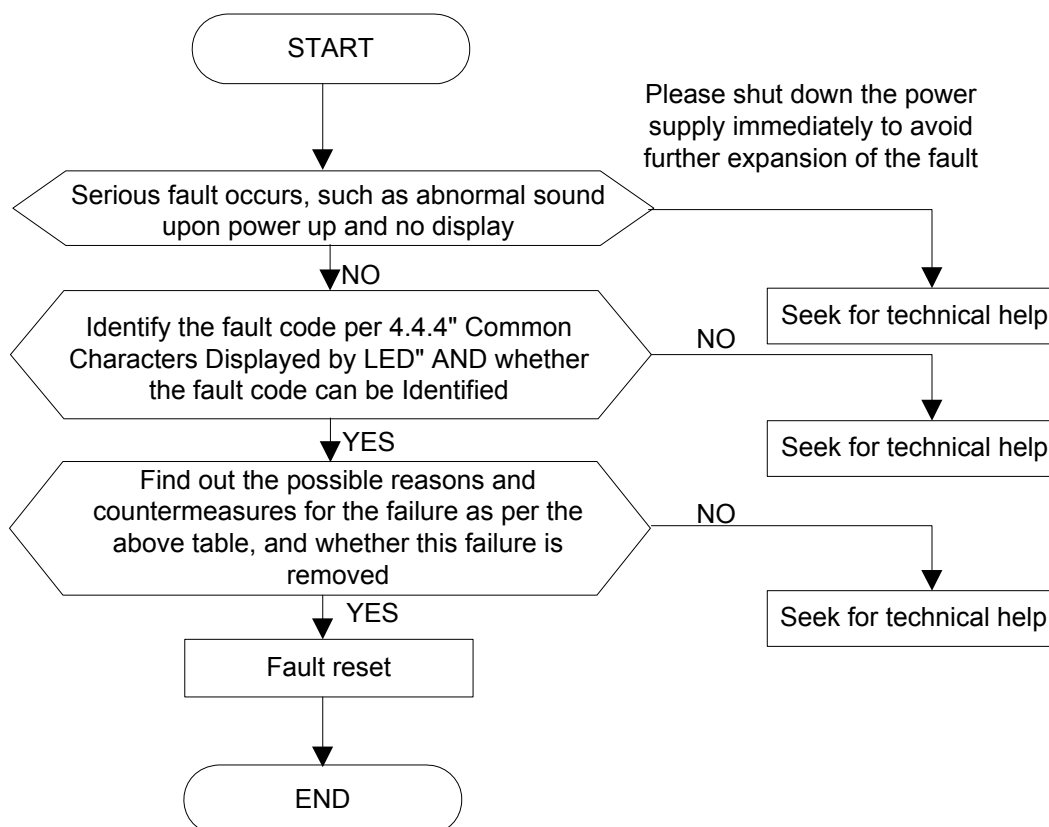 START
Please shut down the power
supply immediately to avoid
further expansion of the fault
Serious fault occurs, such as abnormal sound
upon power up and no display
NO
Seek for technical help
Identify the fault code per 4.4.4" Common
Characters Displayed by LED" AND whether
the fault code can be Identified
NO
Seek for technical help
YES
Find out the possible reasons and
countermeasures for the failure as per the
above table, and whether this failure is
removed
NO
Seek for technical help
YES
Fault reset
END